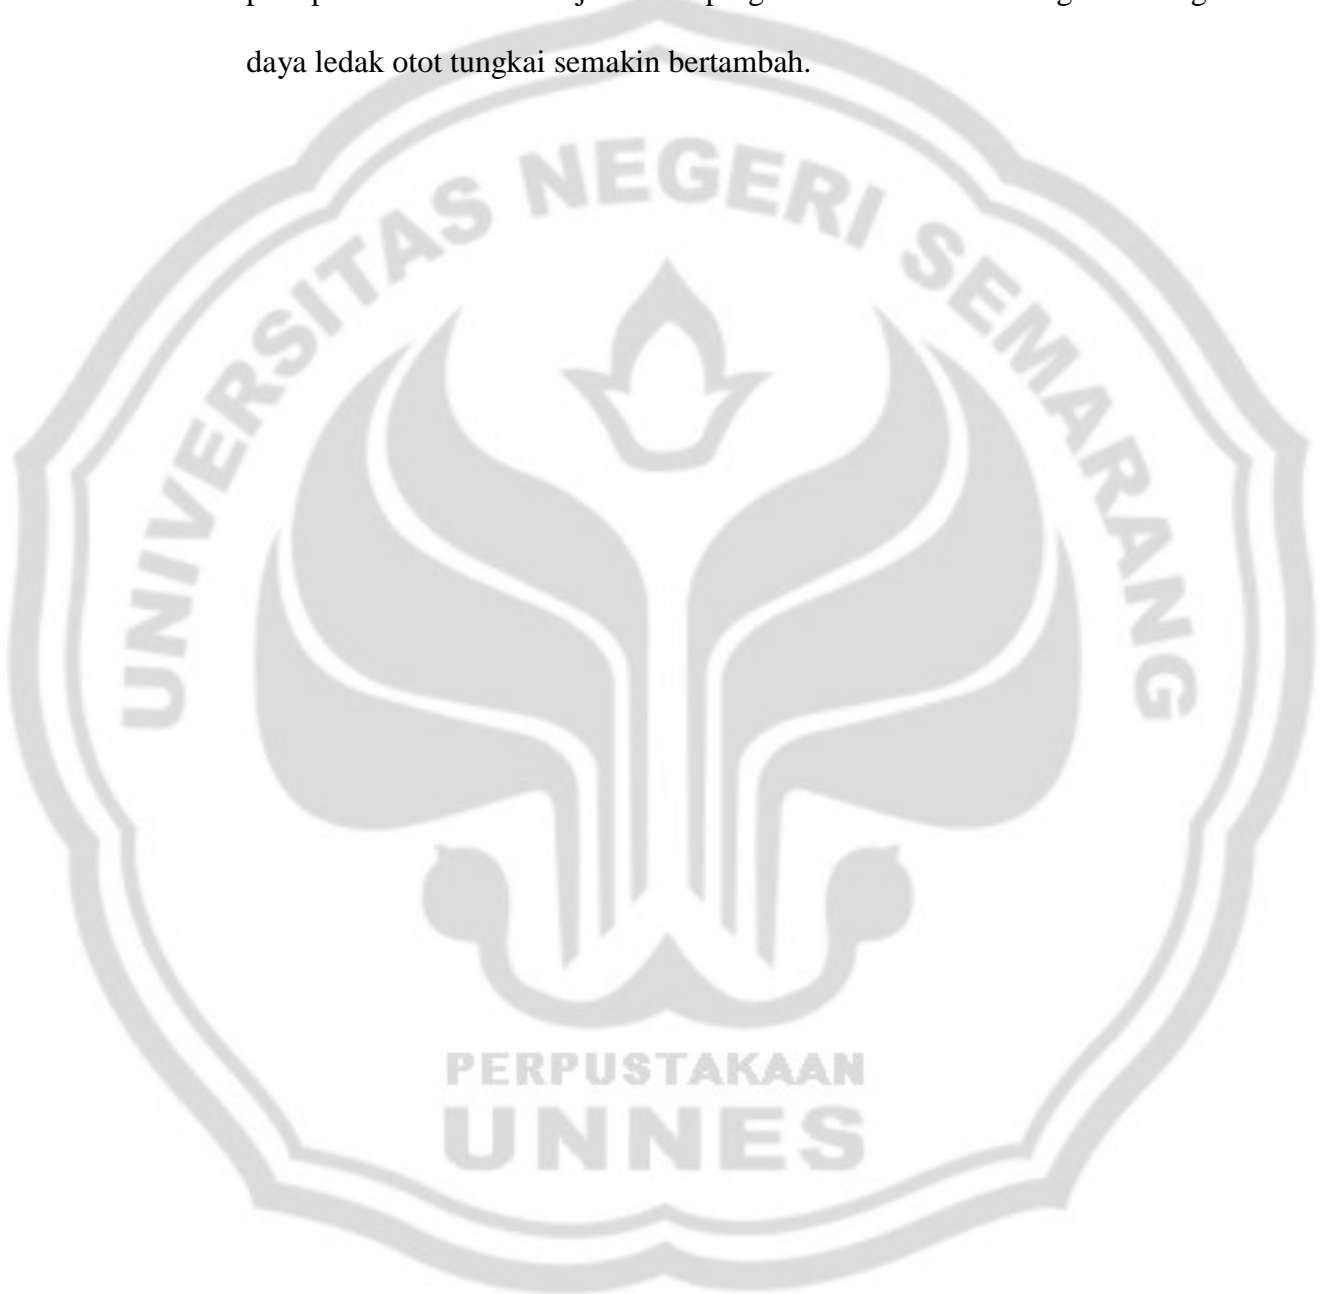 daya ledak otot tungkai semakin bertambah.
UNIVERSITAS NEGERI SEMARANG
PERPUSTAKAAN
UNNES